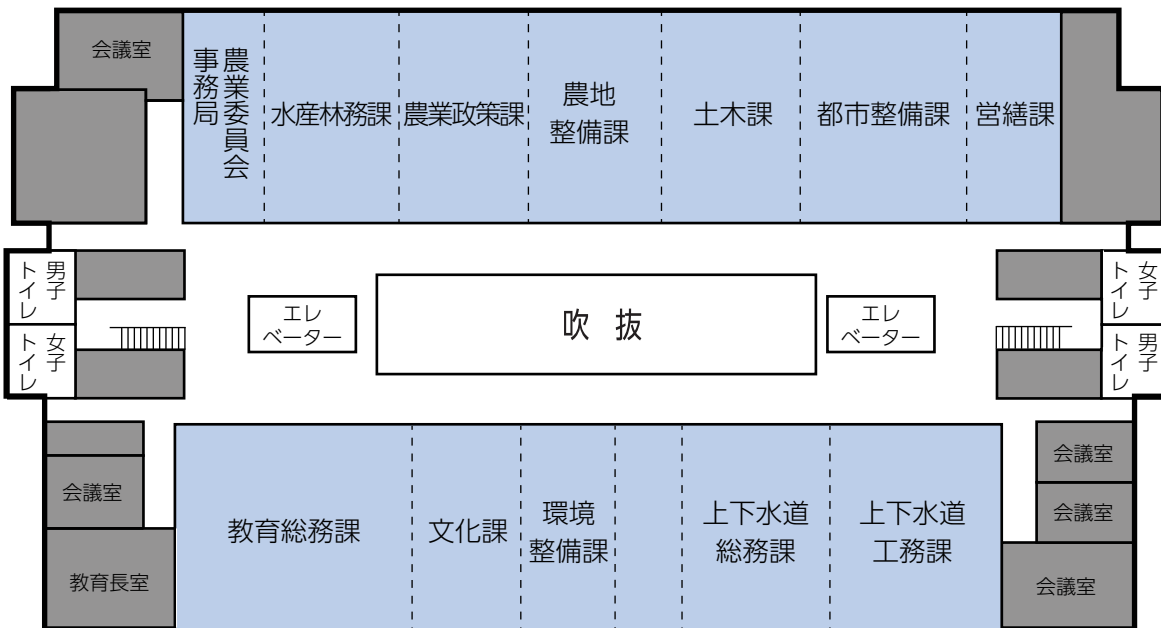 会議室
農業委員会
事務局
水産林務課
農業政策課
農地
整備課
土木課
都市整備課
営繕課
男子
トイレ
女子
トイレ
エレ
ベーター
吹 抜
エレ
ベーター
女子
トイレ
男子
トイレ
会議室
教育長室
教育総務課
文化課
環境
整備課
上下水道
総務課
上下水道
工務課
会議室
会議室
会議室